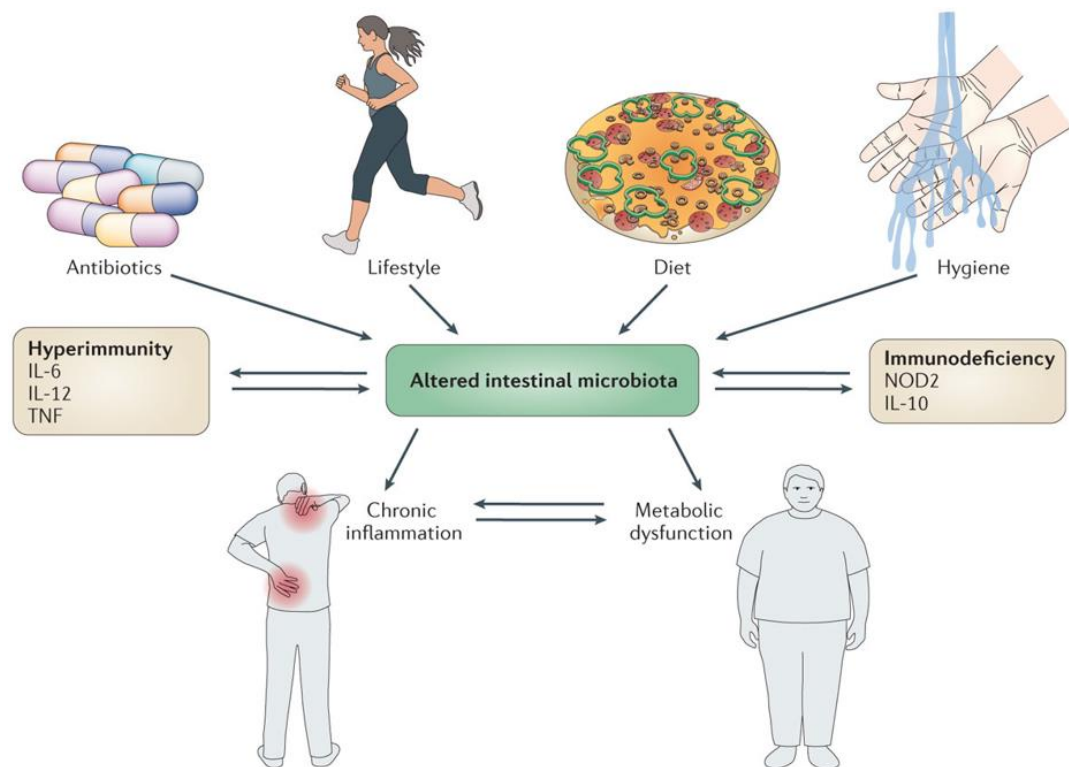 Antibiotics
Lifestyle
Diet
Hygiene
Hyperimmunity
IL-6
IL-12
TNF
Altered intestinal microbiota
Immunodeficiency
NOD2
IL-10
Chronic
inflammation
Metabolic
dysfunction